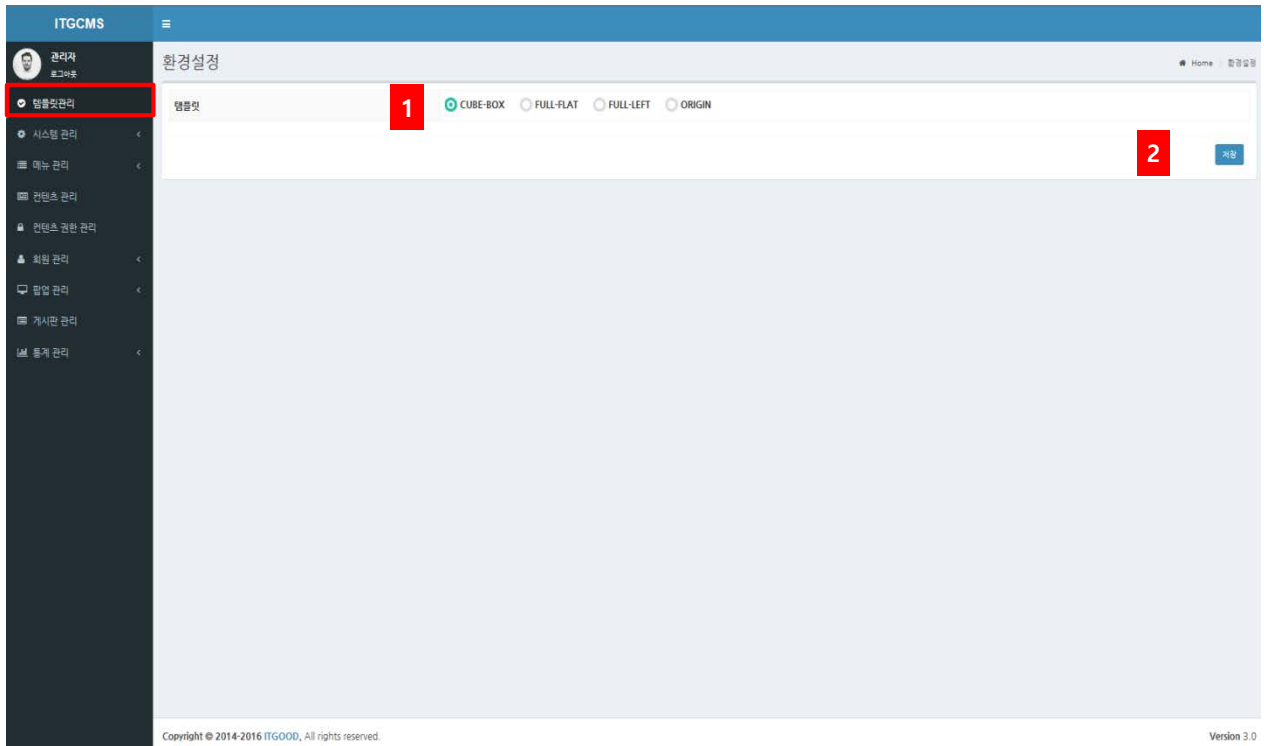 ITGCMS
관리자
로그아웃
환경설정
Home / 환경설정
템플릿관리
시스템 관리
메뉴 관리
컨텐츠 관리
컨텐츠 권한 관리
회원 관리
팝업 관리
게시판 관리
통계 관리
템플릿
1
CUBE-BOX FULL-FLAT FULL-LEFT ORIGIN
2
저장
Copyright © 2014-2016 ITGOOD, All rights reserved.
Version 3.0